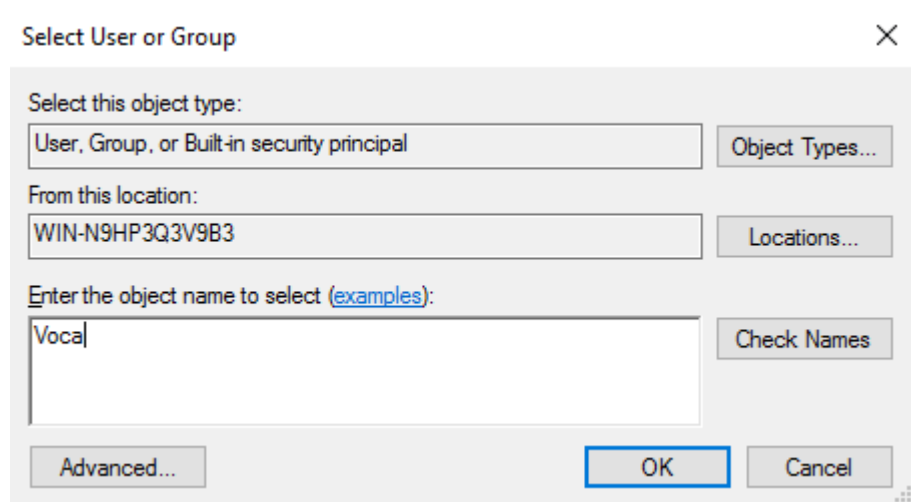 Select User or Group
Select this object type:
User, Group, or Built-in security principal
Object Types...
From this location:
WIN-N9HP3Q3V9B3
Locations...
Enter the object name to select (examples):
Voca
Check Names
Advanced...
OK
Cancel